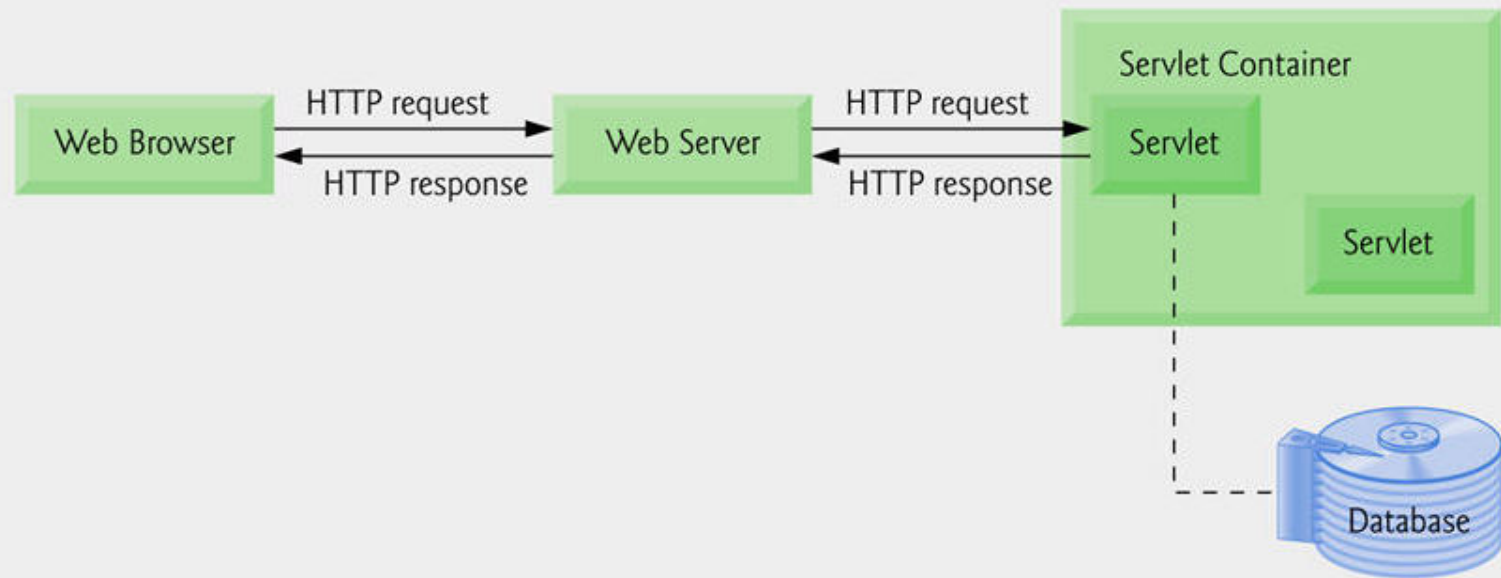 Servlet Container
HTTP request
HTTP request
Web Browser
Web Server
Servlet
HTTP response
HTTP response
Servlet
Database